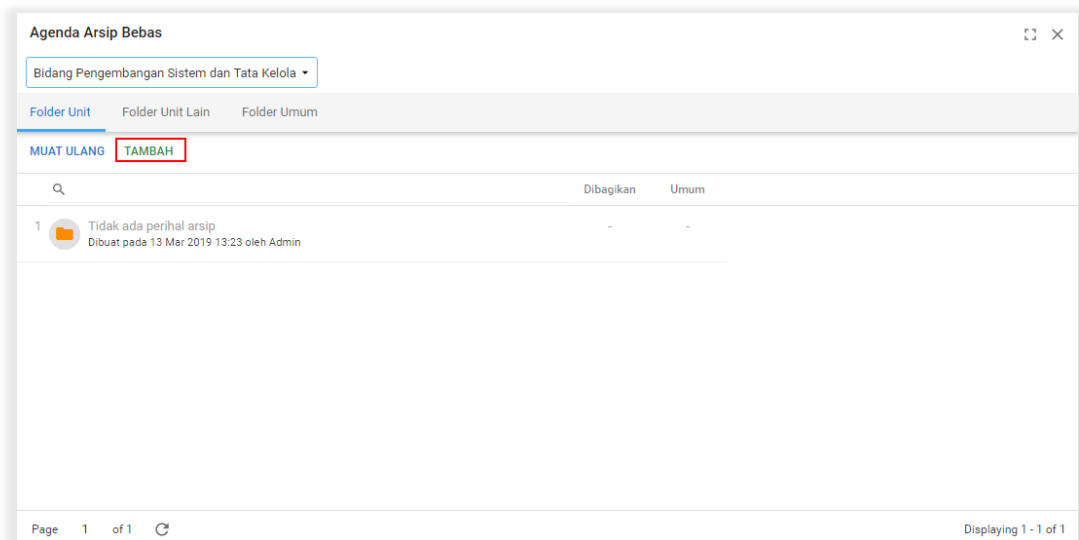 Agenda Arsip Bebas
Bidang Pengembangan Sistem dan Tata Kelola
Folder Unit Folder Unit Lain Folder Umum
MUAT ULANG TAMBAH
Dibagikan Umum
1 Tidak ada perihal arsip - -
Dibuat pada 13 Mar 2019 13:23 oleh Admin
Page 1 of 1 Displaying 1 - 1 of 1